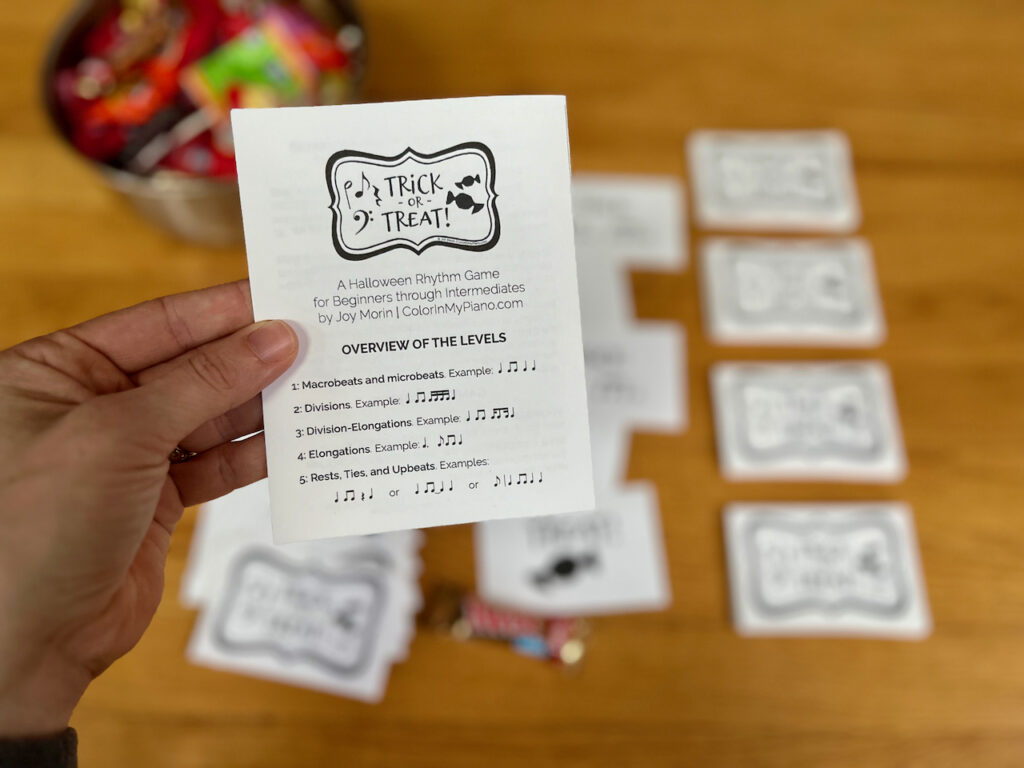 TRiCK
- OR -
TREAT!
A Halloween Rhythm Game
for Beginners through Intermediates
by Joy Morin | ColorInMyPiano.com
OVERVIEW OF THE LEVELS
1: Macrobeats and microbeats. Example: ♩ ♫ ♩ ♩
2: Divisions. Example:
3: Division-Elongations. Example:
4: Elongations. Example: ♩. ♪♫♩
5: Rests, Ties, and Upbeats. Examples:
or or
TREAT!